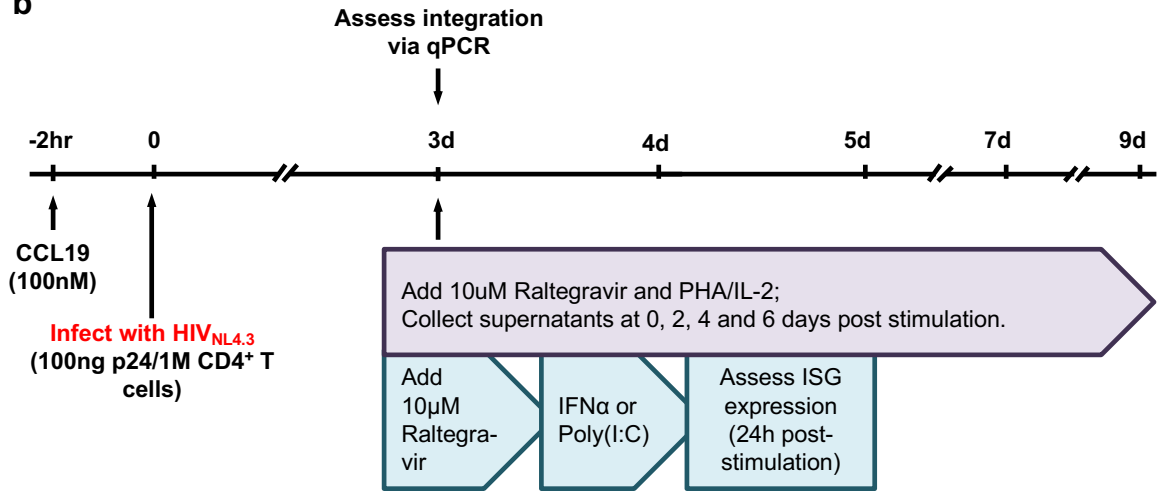 b
Assess integration
via qPCR
-2hr 0 3d 4d 5d 7d 9d
CCL19
(100nM)
Infect with HIVNL4.3
(100ng p24/1M CD4⁺ T
cells)
Add 10uM Raltegravir and PHA/IL-2;
Collect supernatants at 0, 2, 4 and 6 days post stimulation.
Add
10μM
Raltegra-
vir
IFNα or
Poly(I:C)
Assess ISG
expression
(24h post-
stimulation)